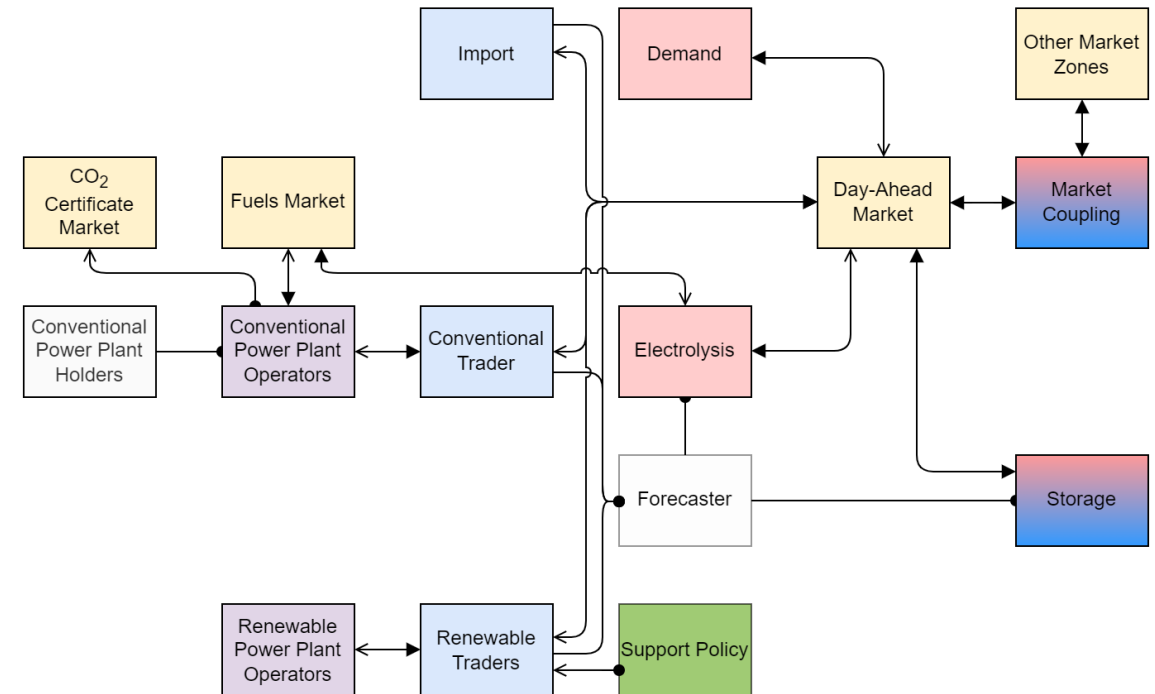 Import
Demand
Other Market
Zones
CO₂
Certificate
Market
Fuels Market
Day-Ahead
Market
Market
Coupling
Conventional
Power Plant
Holders
Conventional
Power Plant
Operators
Conventional
Trader
Electrolysis
Forecaster
Storage
Renewable
Power Plant
Operators
Renewable
Traders
Support Policy